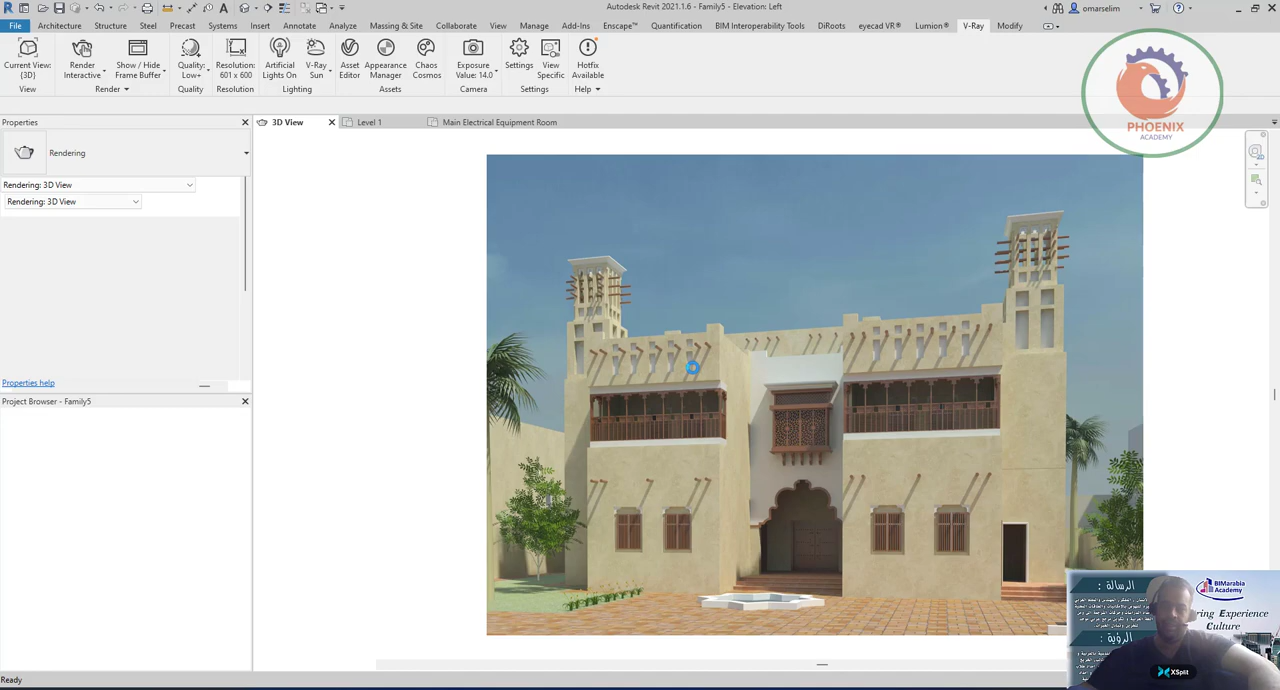 Autodesk Revit 2021.1.6 - Family5 - Elevation: Left
omarselim
File
Architecture
Structure
Steel
Precast
Systems
Insert
Annotate
Analyze
Massing & Site
Collaborate
View
Manage
Add-Ins
Enscape™
Quantification
BIM Interoperability Tools
DiRoots
eyecad VR®
Lumion®
V-Ray
Modify
Current View:
(3D)
View
Render
Interactive
Show / Hide
Frame Buffer
Render
Quality:
Low+
Quality
Resolution:
601 x 600
Resolution
Artificial
Lights On
V-Ray
Sun
Lighting
Asset
Editor
Appearance
Manager
Chaos
Cosmos
Assets
Exposure
Value: 14.0
Camera
Settings
View
Specific
Settings
Hotfix
Available
Help
PHOENIX
ACADEMY
Properties
3D View
Level 1
Main Electrical Equipment Room
2D
Rendering
Rendering: 3D View
Rendering: 3D View
Properties help
Project Browser - Family5
الرسالة :
BIMarabia
Academy
ring Experience
Culture
الرؤية :
XSplit
Ready